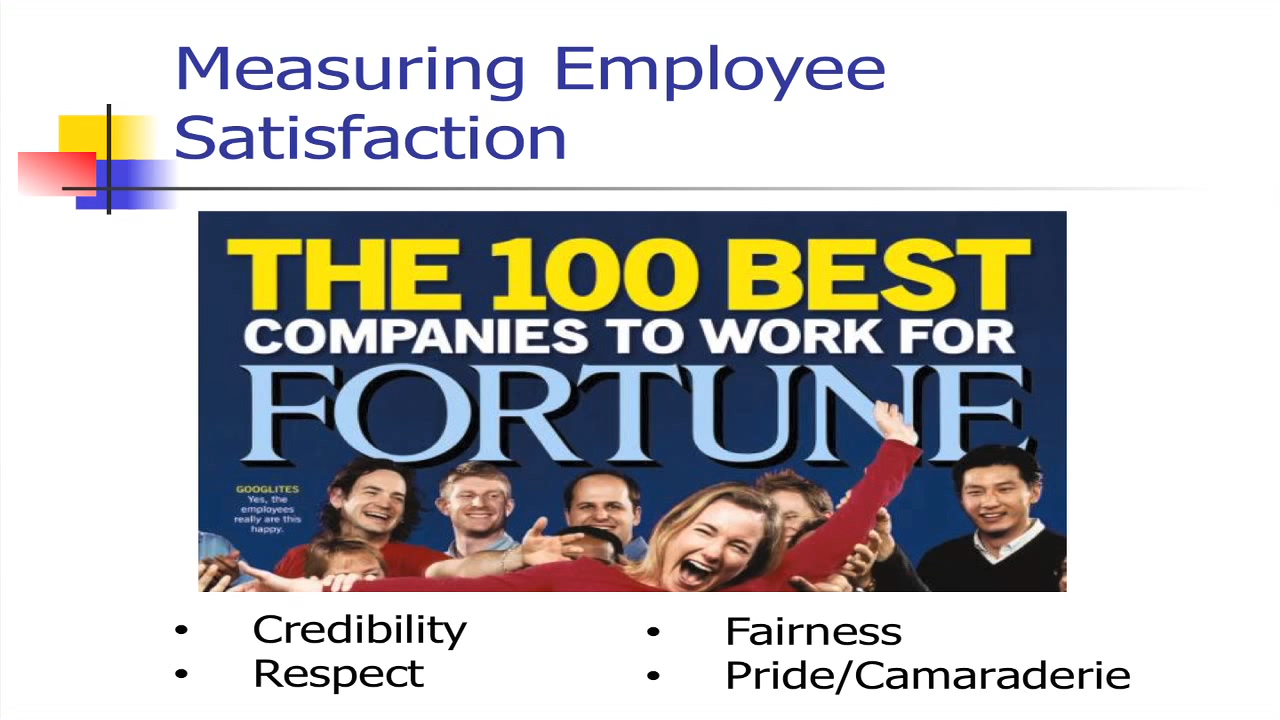 Measuring Employee
Satisfaction
THE 100 BEST
COMPANIES TO WORK FOR
FORTUNE
GOOGLITES
Yes, the
employees
really are this
happy.
• Credibility
• Respect
• Fairness
• Pride/Camaraderie